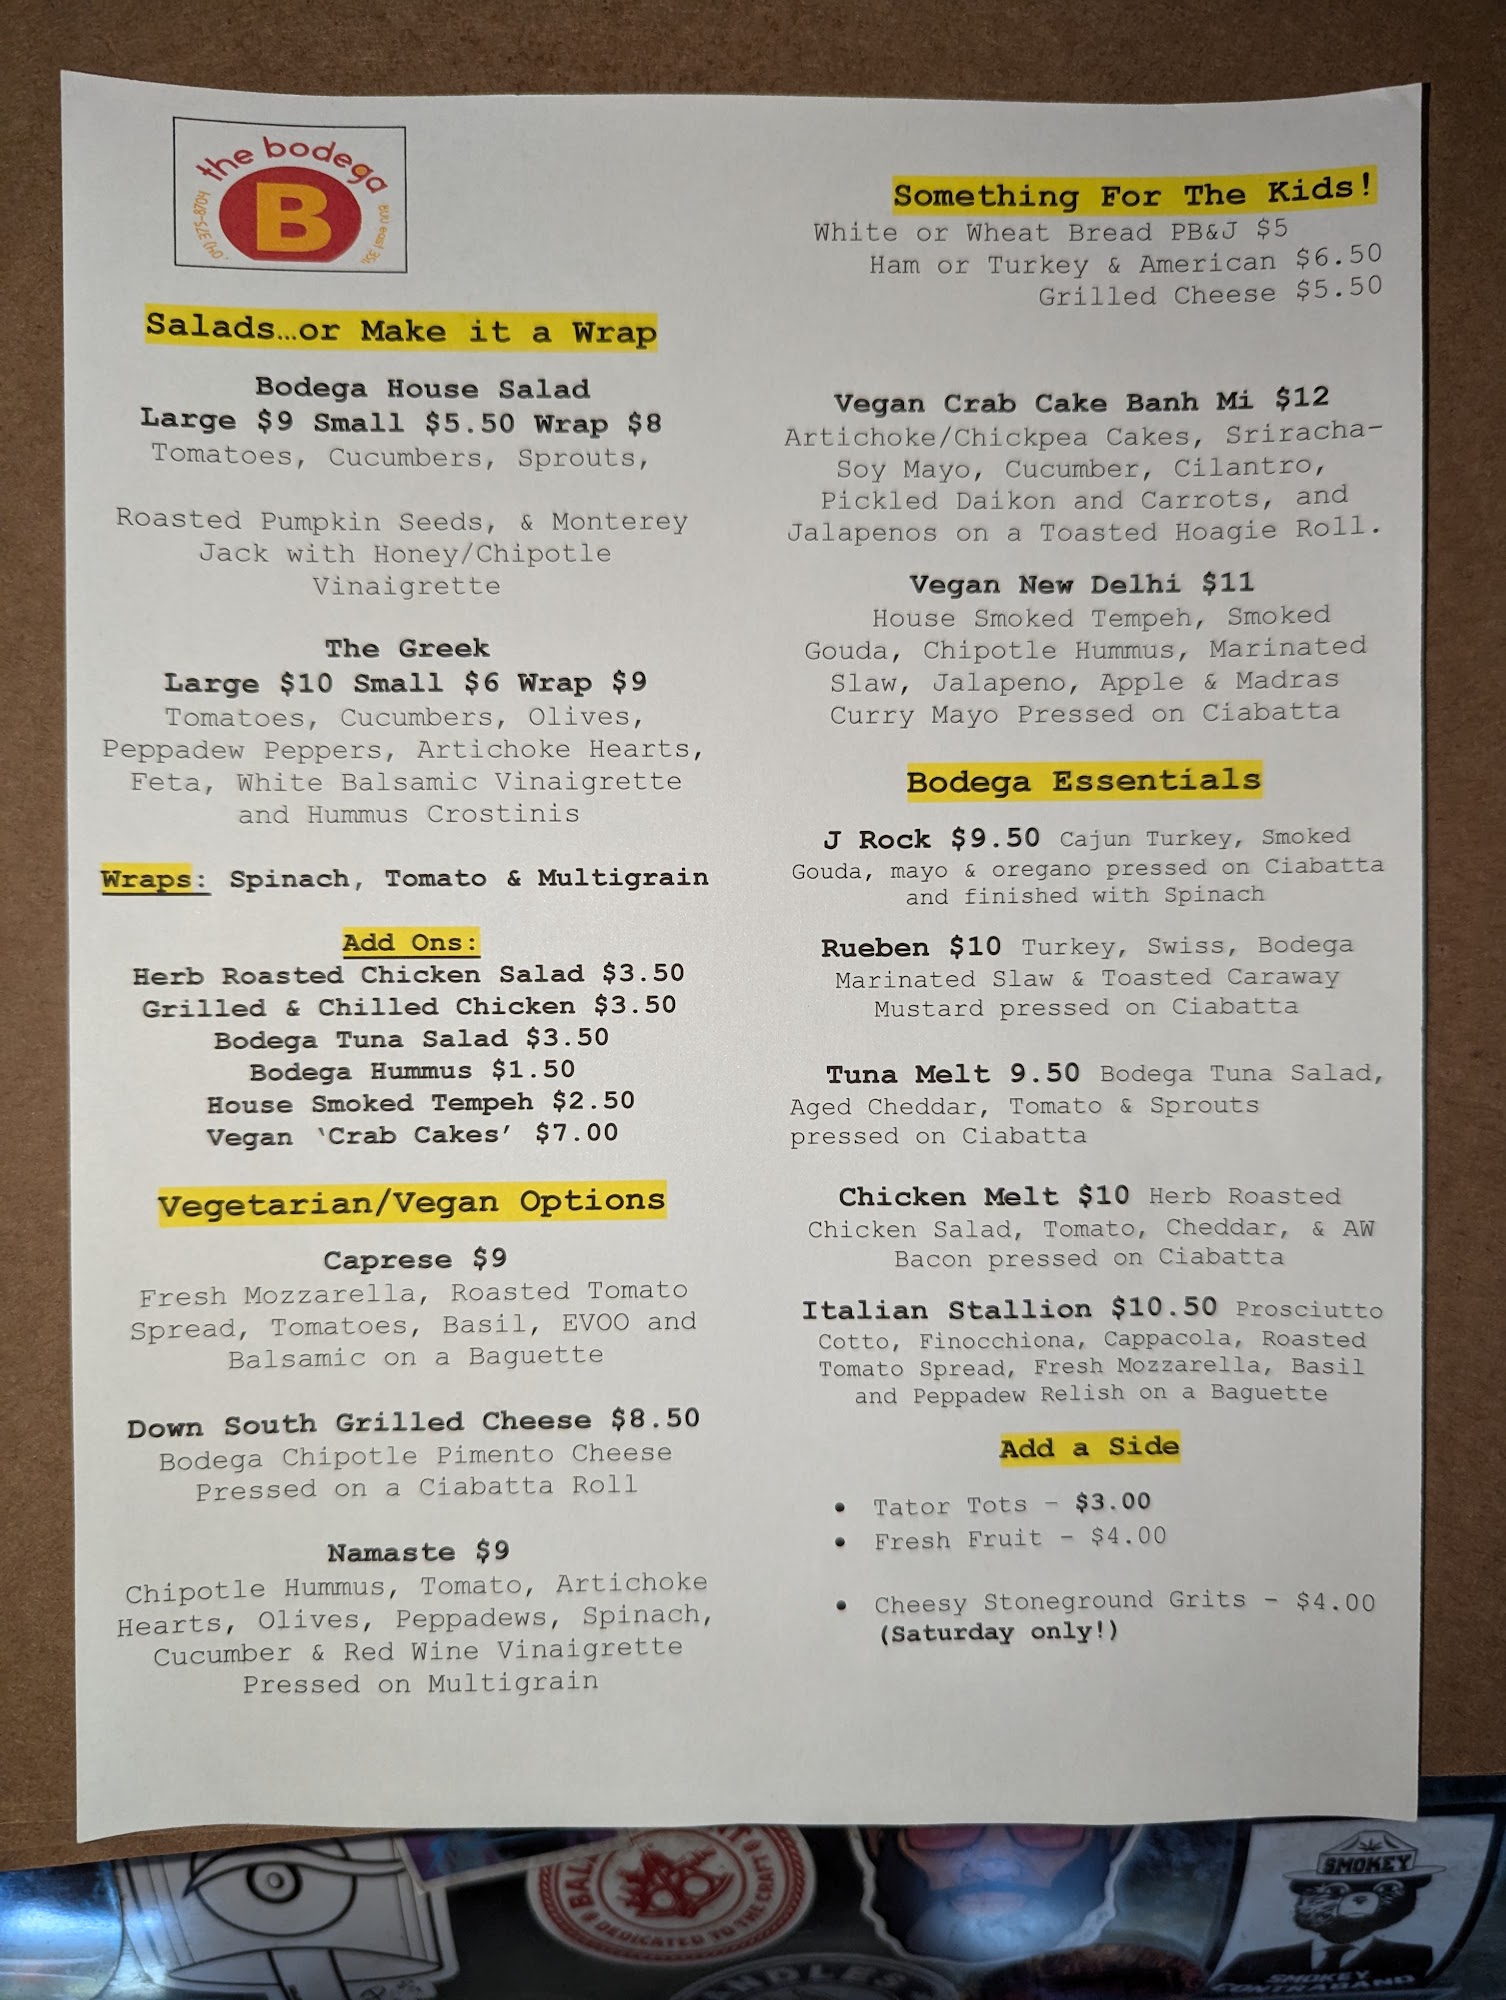 the bodega
B
Salads…or Make it a Wrap
Bodega House Salad
Large $9 Small $5.50 Wrap $8
Tomatoes, Cucumbers, Sprouts,
Roasted Pumpkin Seeds, & Monterey
Jack with Honey/Chipotle
Vinaigrette
The Greek
Large $10 Small $6 Wrap $9
Tomatoes, Cucumbers, Olives,
Peppadew Peppers, Artichoke Hearts,
Feta, White Balsamic Vinaigrette
and Hummus Crostinis
Wraps: Spinach, Tomato & Multigrain
Add Ons:
Herb Roasted Chicken Salad $3.50
Grilled & Chilled Chicken $3.50
Bodega Tuna Salad $3.50
Bodega Hummus $1.50
House Smoked Tempeh $2.50
Vegan ‘Crab Cakes’ $7.00
Vegetarian/Vegan Options
Caprese $9
Fresh Mozzarella, Roasted Tomato
Spread, Tomatoes, Basil, EVOO and
Balsamic on a Baguette
Down South Grilled Cheese $8.50
Bodega Chipotle Pimento Cheese
Pressed on a Ciabatta Roll
Namaste $9
Chipotle Hummus, Tomato, Artichoke
Hearts, Olives, Peppadews, Spinach,
Cucumber & Red Wine Vinaigrette
Pressed on Multigrain
Something For The Kids!
White or Wheat Bread PB&J $5
Ham or Turkey & American $6.50
Grilled Cheese $5.50
Vegan Crab Cake Banh Mi $12
Artichoke/Chickpea Cakes, Sriracha-
Soy Mayo, Cucumber, Cilantro,
Pickled Daikon and Carrots, and
Jalapenos on a Toasted Hoagie Roll.
Vegan New Delhi $11
House Smoked Tempeh, Smoked
Gouda, Chipotle Hummus, Marinated
Slaw, Jalapeno, Apple & Madras
Curry Mayo Pressed on Ciabatta
Bodega Essentials
J Rock $9.50 Cajun Turkey, Smoked
Gouda, mayo & oregano pressed on Ciabatta
and finished with Spinach
Rueben $10 Turkey, Swiss, Bodega
Marinated Slaw & Toasted Caraway
Mustard pressed on Ciabatta
Tuna Melt 9.50 Bodega Tuna Salad,
Aged Cheddar, Tomato & Sprouts
pressed on Ciabatta
Chicken Melt $10 Herb Roasted
Chicken Salad, Tomato, Cheddar, & AW
Bacon pressed on Ciabatta
Italian Stallion $10.50 Prosciutto
Cotto, Finocchiona, Cappacola, Roasted
Tomato Spread, Fresh Mozzarella, Basil
and Peppadew Relish on a Baguette
Add a Side
• Tator Tots – $3.00
• Fresh Fruit – $4.00
• Cheesy Stoneground Grits – $4.00
(Saturday only!)
DEDICATED TO THE CRAFT
SMOKEY
SMOKEY
CONTRABAND